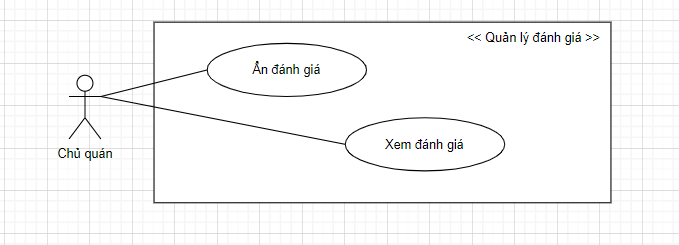 << Quản lý đánh giá >>
Ẩn đánh giá
Xem đánh giá
Chủ quán